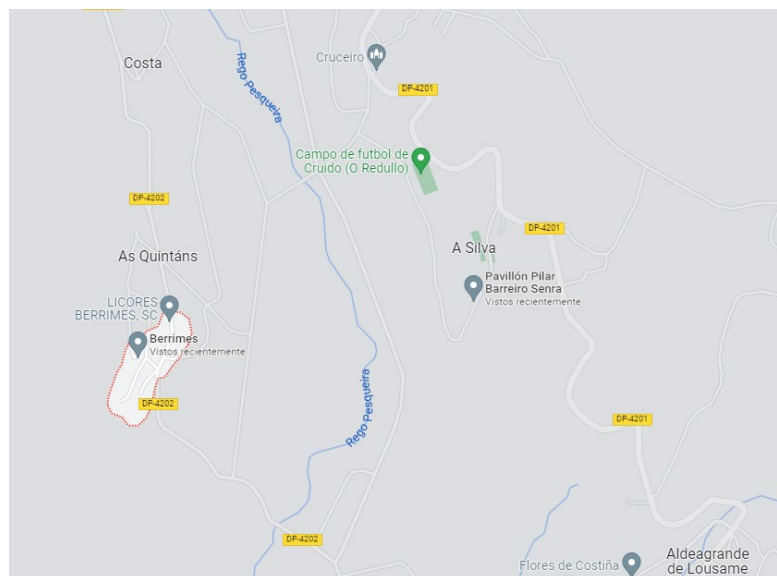 Costa
Rego Pesqueira
Cruceiro
DP-4201
Campo de futbol de
Cruido (O Redullo)
DP-4202
DP-4201
A Silva
As Quintáns
Pavillón Pilar
Barreiro Senra
Vistos recientemente
LICORES
BERRIMES, SC
Berrimes
Vistos recientemente
DP-4202
Rego Pesqueira
DP-4201
DP-4202
Aldeagrande
de Lousame
Flores de Costiña